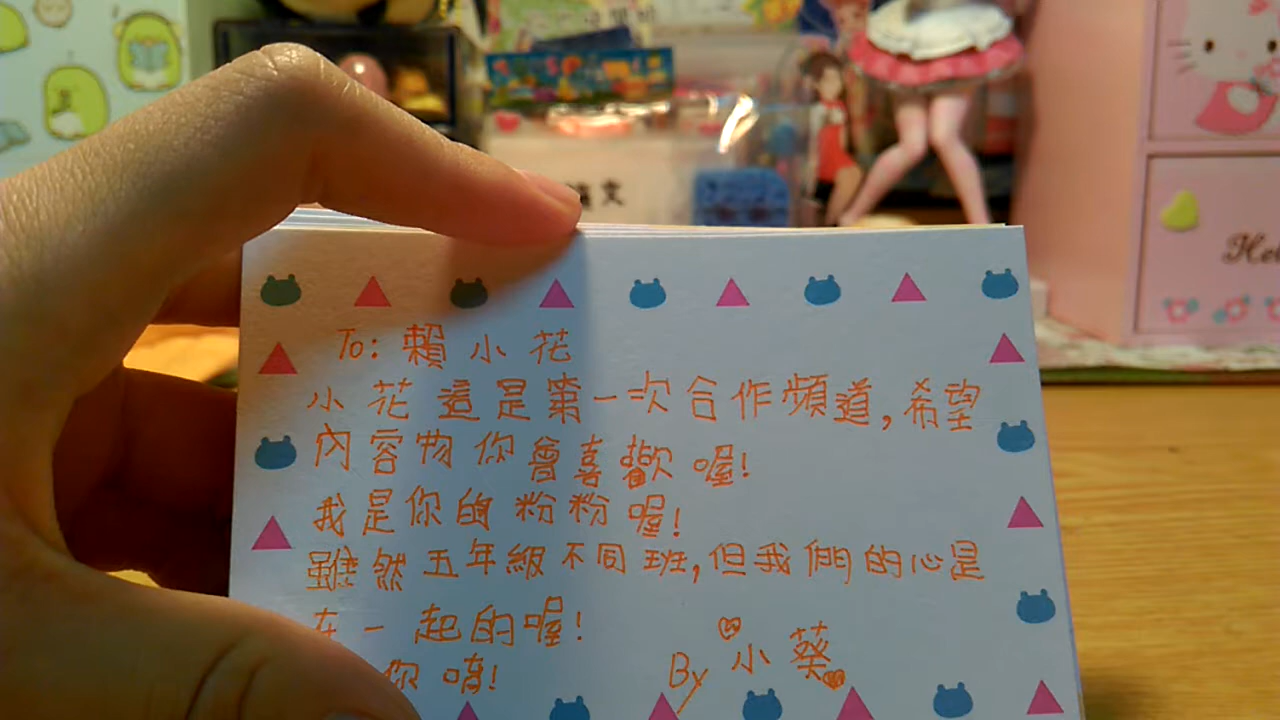 To: 賴小花
小花這是第一次合作頻道,希望
內容物你會喜歡喔!
我是你的粉粉喔!
雖然五年級不同班,但我們的心是
在一起的喔!
你唷!
By 小葵
文
He